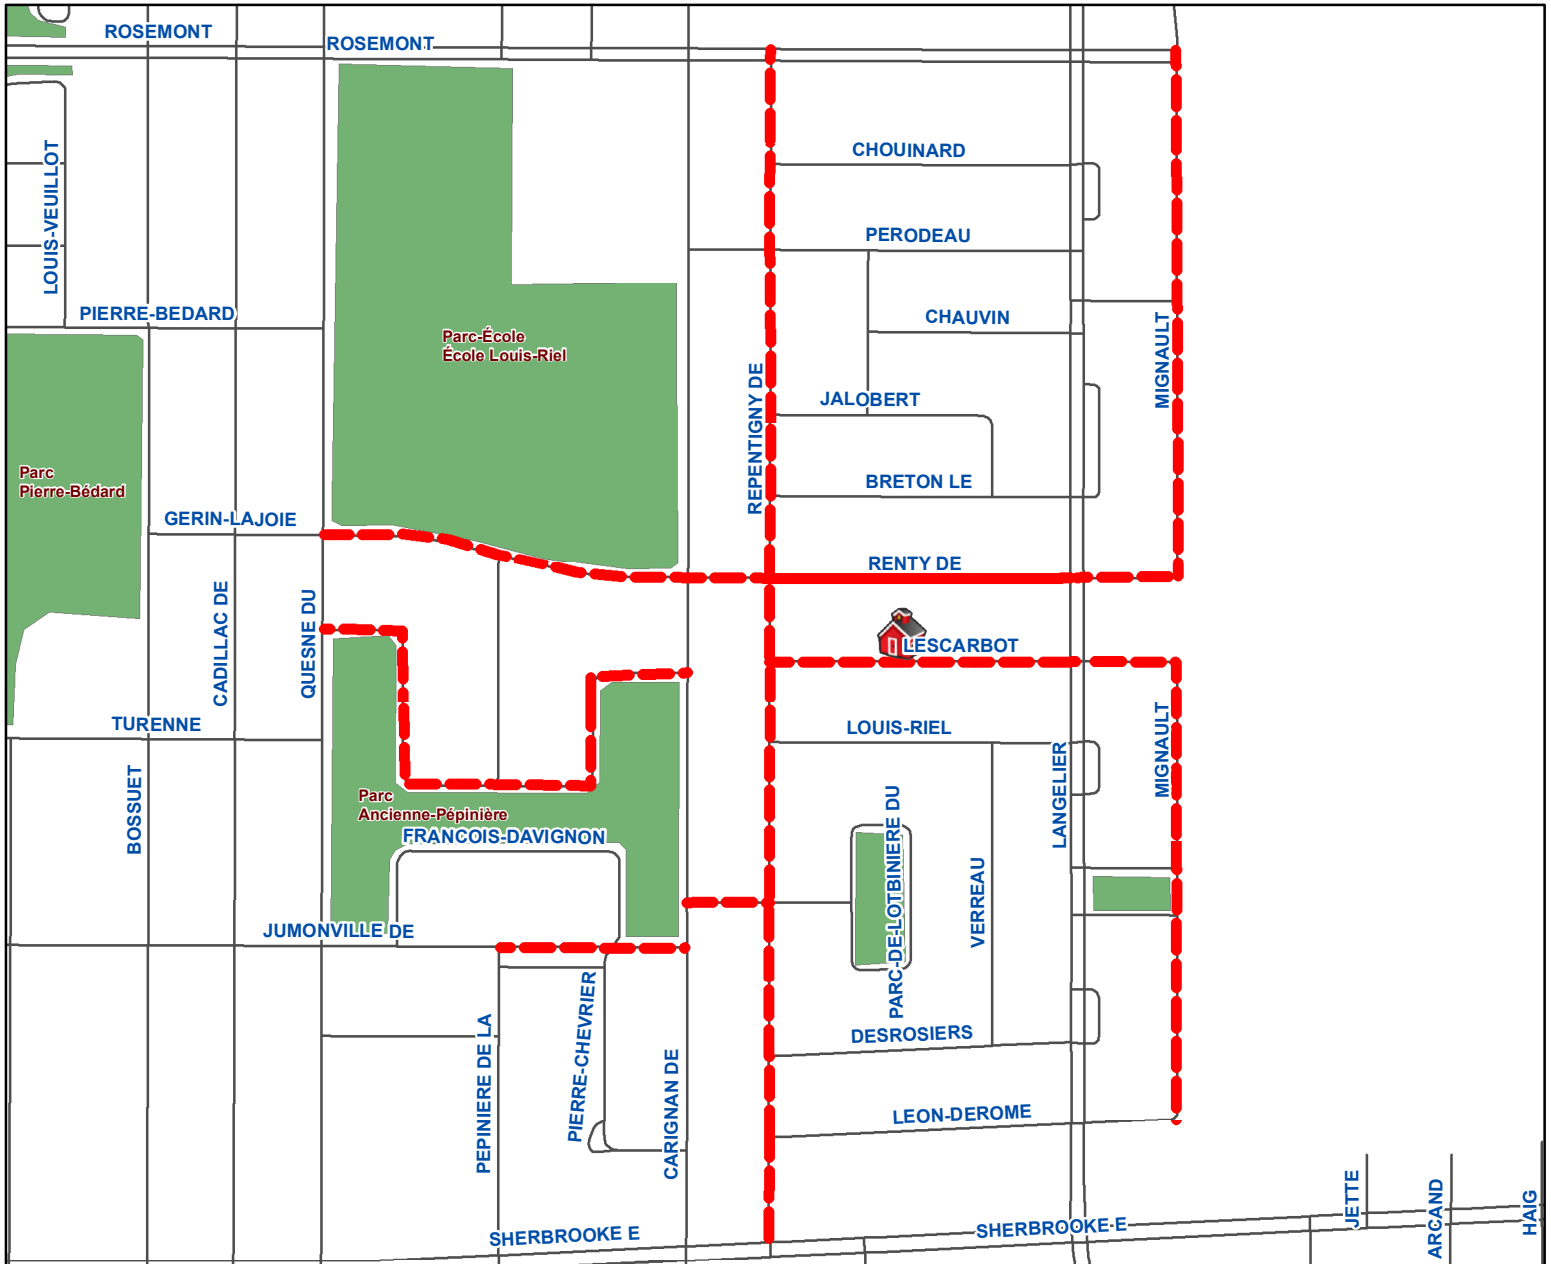 ROSEMONT
ROSEMONT
CHOUINARD
LOUIS-VEUILLOT
PERODEAU
PIERRE-BEDARD
CHAUVIN
Parc-École
École Louis-Riel
MIGNAULT
REPENTIGNY DE
JALOBERT
Parc
Pierre-Bédard
BRETON LE
GERIN-LAJOIE
RENTY DE
CADILLAC DE
QUESNE DU
LESCARBOT
TURENNE
LOUIS-RIEL
MIGNAULT
BOSSUET
LANGELIER
Parc
Ancienne-Pépinière
FRANCOIS-DAVIGNON
PARC-DE-LOTBINIERE DU
VERREAU
JUMONVILLE DE
DESROSIERS
PEPINIERE DE LA
PIERRE-CHEVRIER
CARIGNAN DE
LEON-DEROME
SHERBROOKE E
SHERBROOKE E
JETTE
ARCAND
HAIG